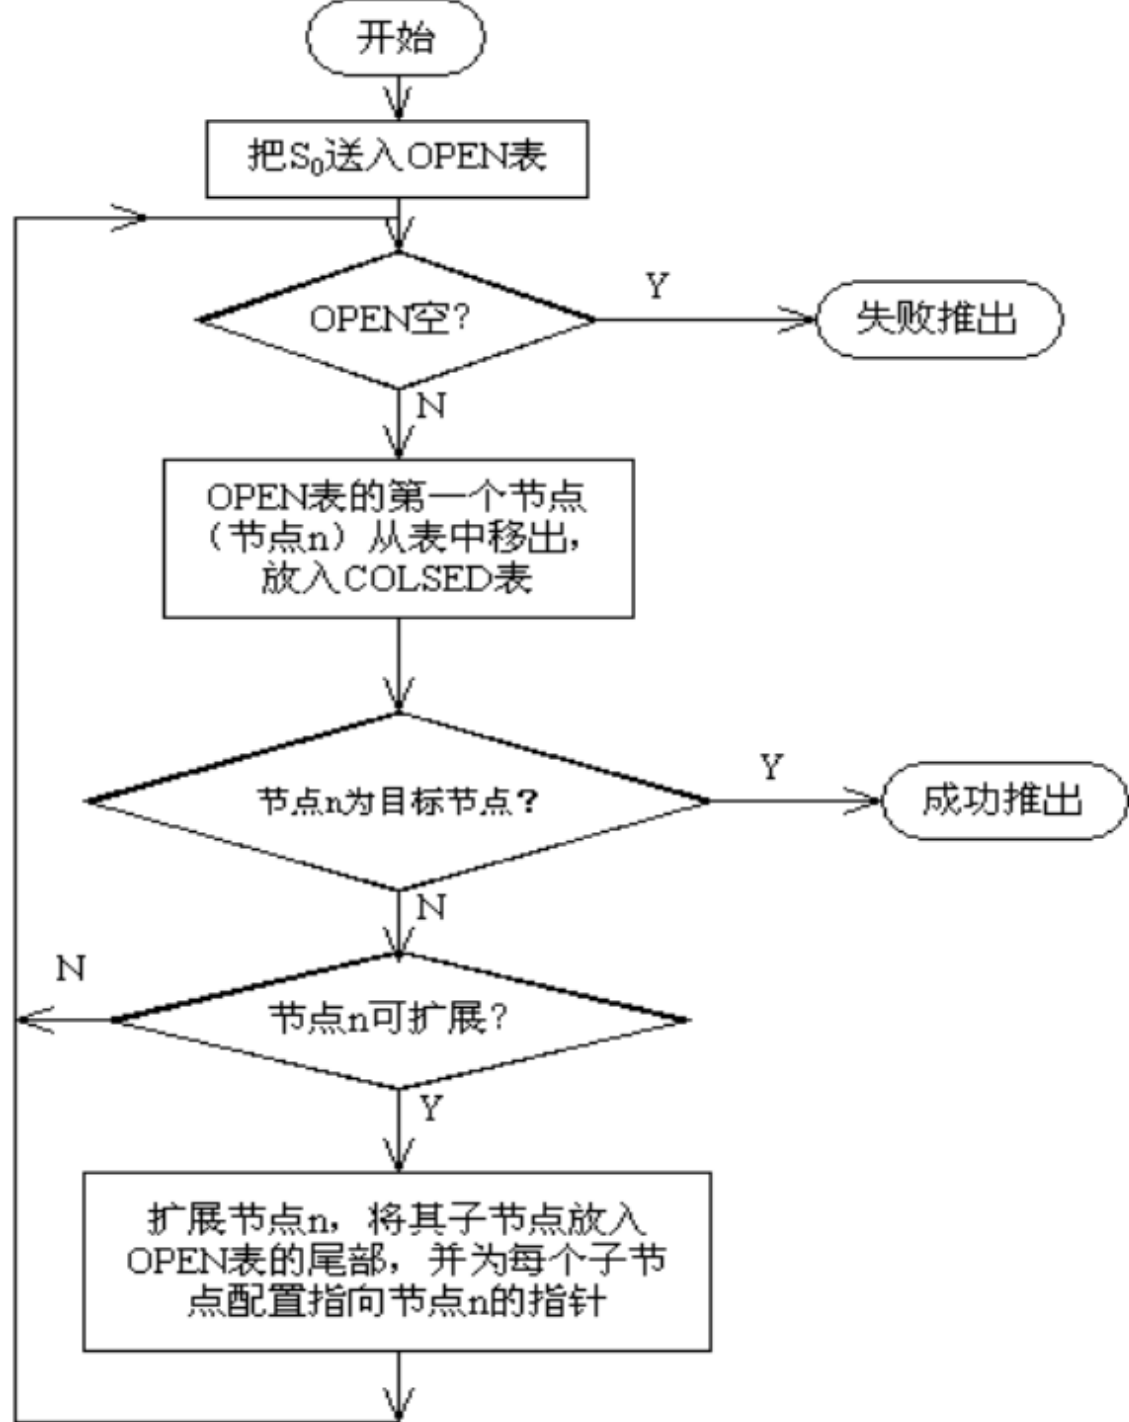 开始
把S₀送入OPEN表
OPEN空?
Y
失败推出
N
OPEN表的第一个节点
（节点n）从表中移出，
放入COLSED表
节点n为目标节点？
Y
成功推出
N
节点n可扩展?
N
Y
扩展节点n，将其子节点放入
OPEN表的尾部，并为每个子节
点配置指向节点n的指针